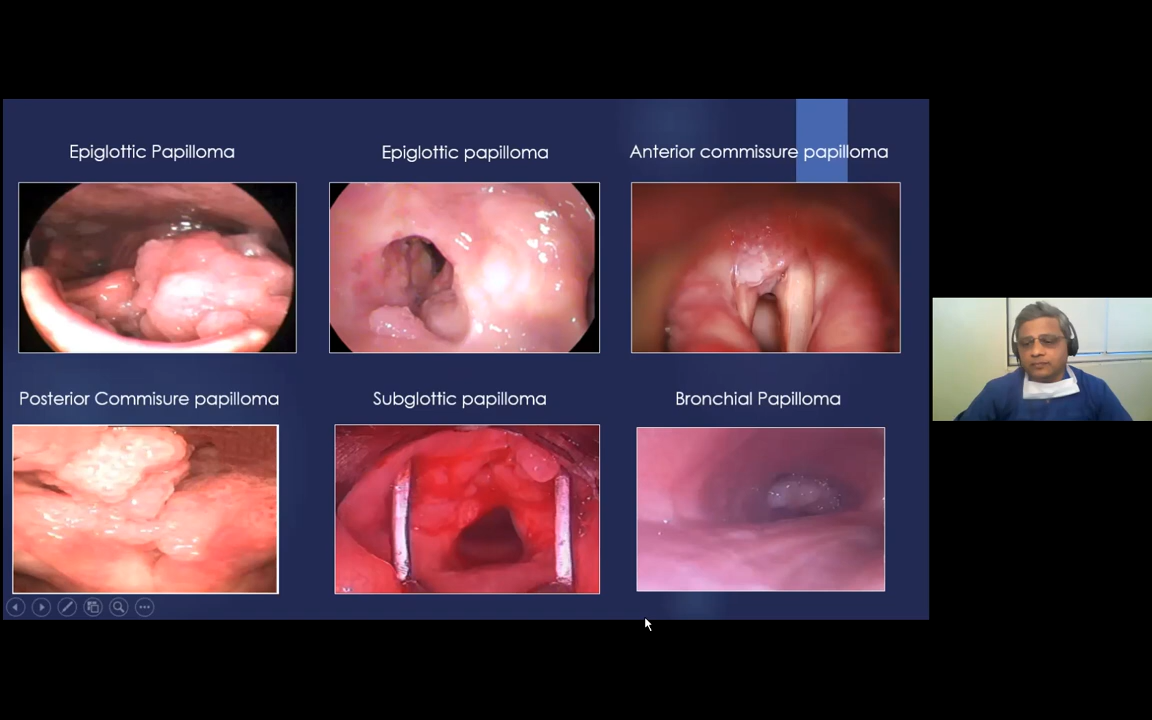 Epiglottic Papilloma
Epiglottic papilloma
Anterior commissure papilloma
Posterior Commisure papilloma
Subglottic papilloma
Bronchial Papilloma